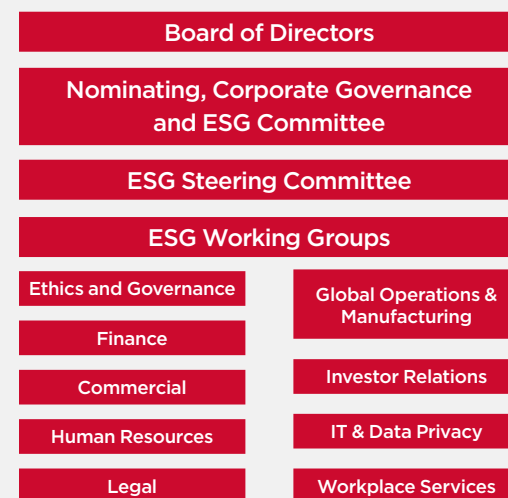 Board of Directors
Nominating, Corporate Governance
and ESG Committee
ESG Steering Committee
ESG Working Groups
Ethics and Governance
Finance
Commercial
Human Resources
Legal
Global Operations &
Manufacturing
Investor Relations
IT & Data Privacy
Workplace Services